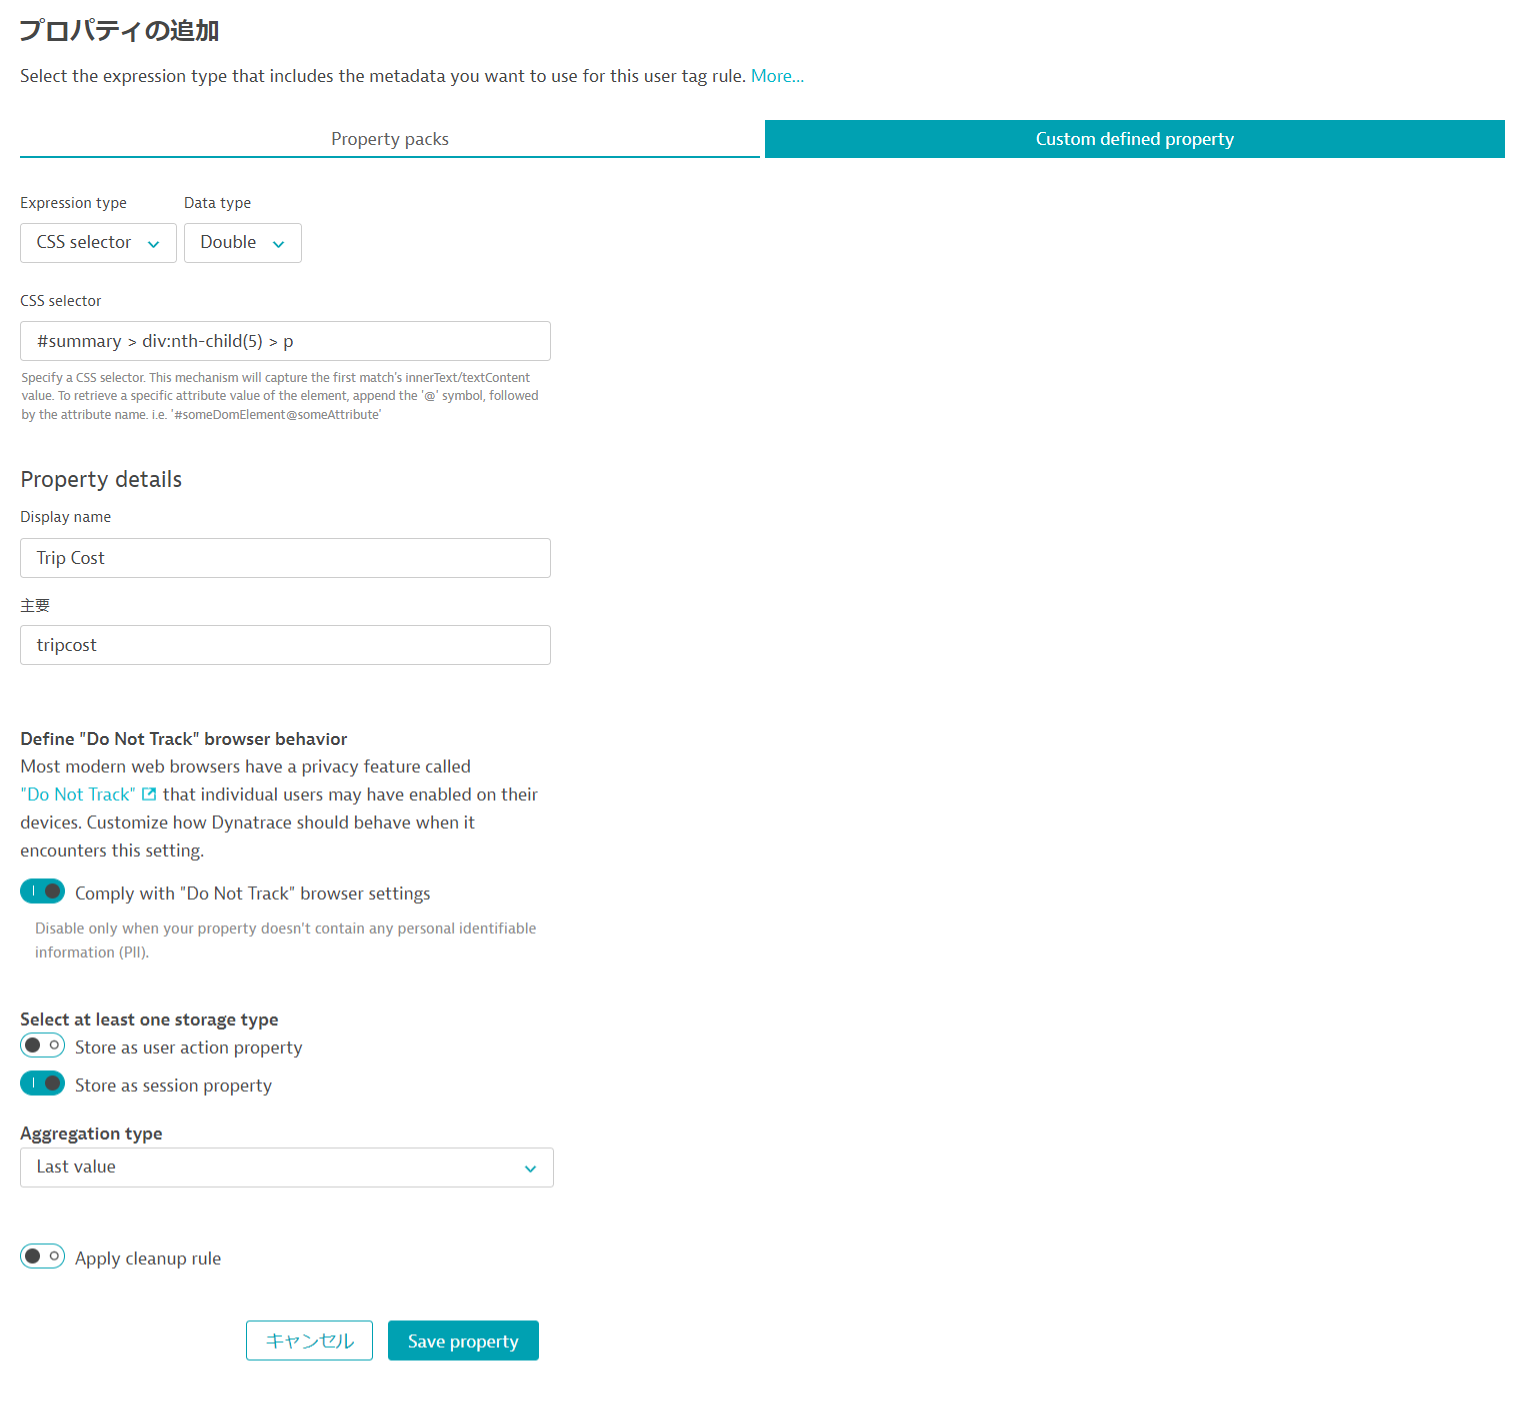 プロパティの追加
Select the expression type that includes the metadata you want to use for this user tag rule. More...
Property packs
Custom defined property
Expression type
Data type
CSS selector
Double
CSS selector
#summary > div:nth-child(5) > p
Specify a CSS selector. This mechanism will capture the first match's innerText/textContent
value. To retrieve a specific attribute value of the element, append the '@' symbol, followed
by the attribute name. i.e. '#someDomElement@someAttribute'
Property details
Display name
Trip Cost
主要
tripcost
Define "Do Not Track" browser behavior
Most modern web browsers have a privacy feature called
"Do Not Track" that individual users may have enabled on their
devices. Customize how Dynatrace should behave when it
encounters this setting.
Comply with "Do Not Track" browser settings
Disable only when your property doesn't contain any personal identifiable
information (PII).
Select at least one storage type
Store as user action property
Store as session property
Aggregation type
Last value
Apply cleanup rule
キャンセル
Save property